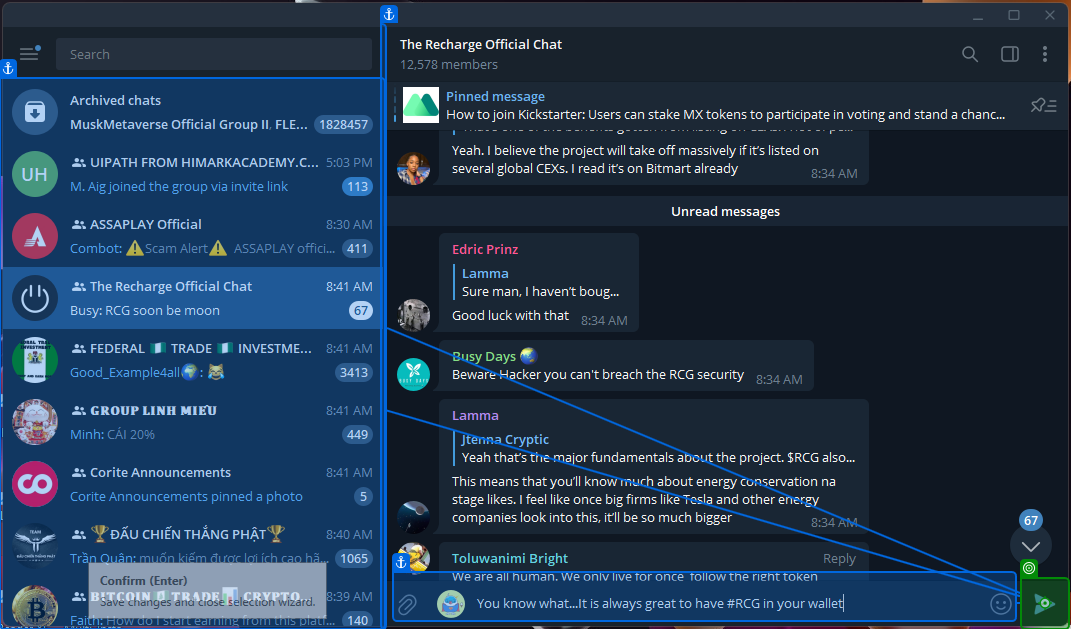 Search
Archived chats
MuskMetaverse Official Group II, FLE... 1828457
UH
UIPATH FROM HIMARKACADEMY.C... 5:03 PM
M. Aig joined the group via invite link 113
ASSAPLAY Official 8:30 AM
Combot: ⚠️Scam Alert⚠️ ASSAPLAY offici... 411
The Recharge Official Chat 8:41 AM
Busy: RCG soon be moon 67
FEDERAL 🇳🇬 TRADE 🇳🇬 INVESTME... 8:41 AM
Good_Example4all🌍: 😹 3413
GROUP LINH MIẾU 8:41 AM
Minh: CÁI 20% 449
Corite Announcements 8:41 AM
Corite Announcements pinned a photo 5
🏆ĐẤU CHIẾN THẮNG PHẬT🏆 8:40 AM
Trần Quân: muốn kiếm được lợi ích cao hã... 1065
Confirm (Enter)
BITCOIN TRADE CRYPTO 8:39 AM
Save changes and close selection wizard.
Faith: How do I start earning from this platf... 140
The Recharge Official Chat
12,578 members
Pinned message
How to join Kickstarter: Users can stake MX tokens to participate in voting and stand a chanc...
Yeah. I believe the project will take off massively if it's listed on
several global CEXs. I read it's on Bitmart already 8:34 AM
Unread messages
Edric Prinz
Lamma
Sure man, I haven't boug...
Good luck with that 8:34 AM
Busy Days 🌏
Beware Hacker you can't breach the RCG security 8:34 AM
Lamma
Jtenna Cryptic
Yeah that's the major fundamentals about the project. $RCG also...
This means that you'll know much about energy conservation na
stage likes. I feel like once big firms like Tesla and other energy
companies look into this, it'll be so much bigger 8:34 AM
67
Toluwanimi Bright Reply
We are all human. We only live for once follow the right token
You know what...It is always great to have #RCG in your wallet